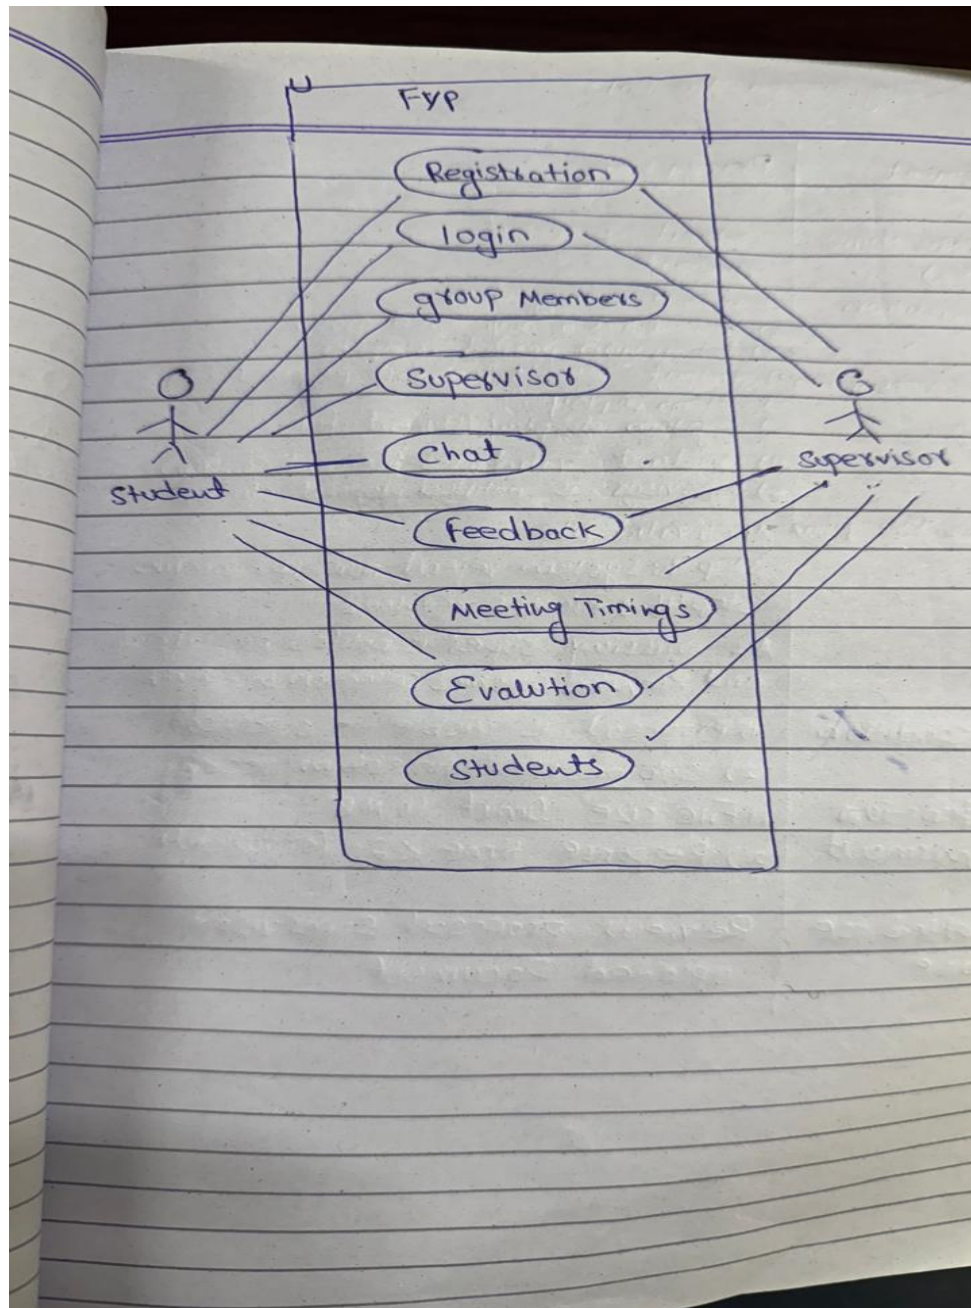 FYP
Registration
login
group Members
Supervisor
Chat
Student
Supervisor
Feedback
Meeting Timings
Evalution
Students